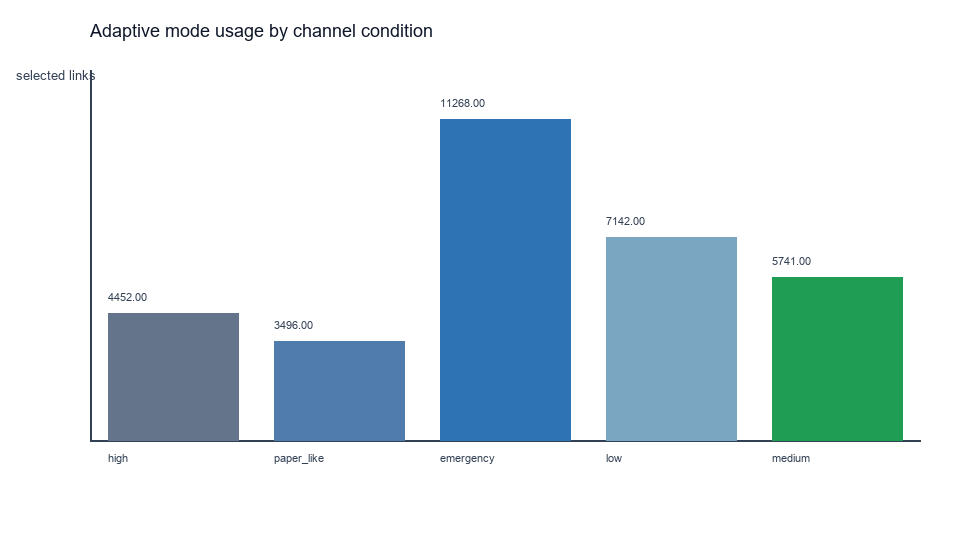 Adaptive mode usage by channel condition
selected links
11268.00
7142.00
5741.00
4452.00
3496.00
high
paper_like
emergency
low
medium